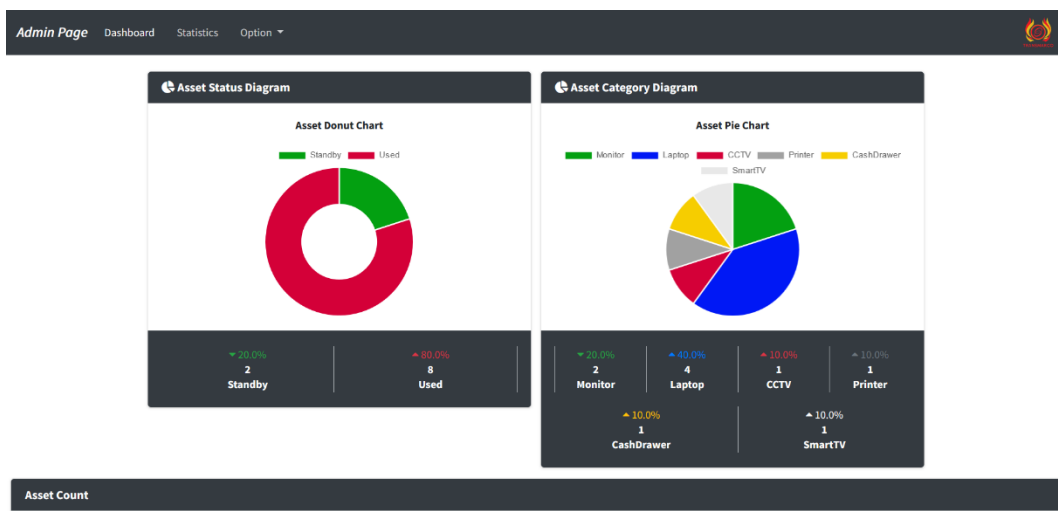 Admin Page Dashboard Statistics Option
Asset Status Diagram
Asset Donut Chart
Standby Used
20.0% 80.0%
2 8
Standby Used
Asset Category Diagram
Asset Pie Chart
Monitor Laptop CCTV Printer CashDrawer
SmartTV
20.0% 40.0% 10.0% 10.0%
2 4 1 1
Monitor Laptop CCTV Printer
10.0% 10.0%
1 1
CashDrawer SmartTV
Asset Count